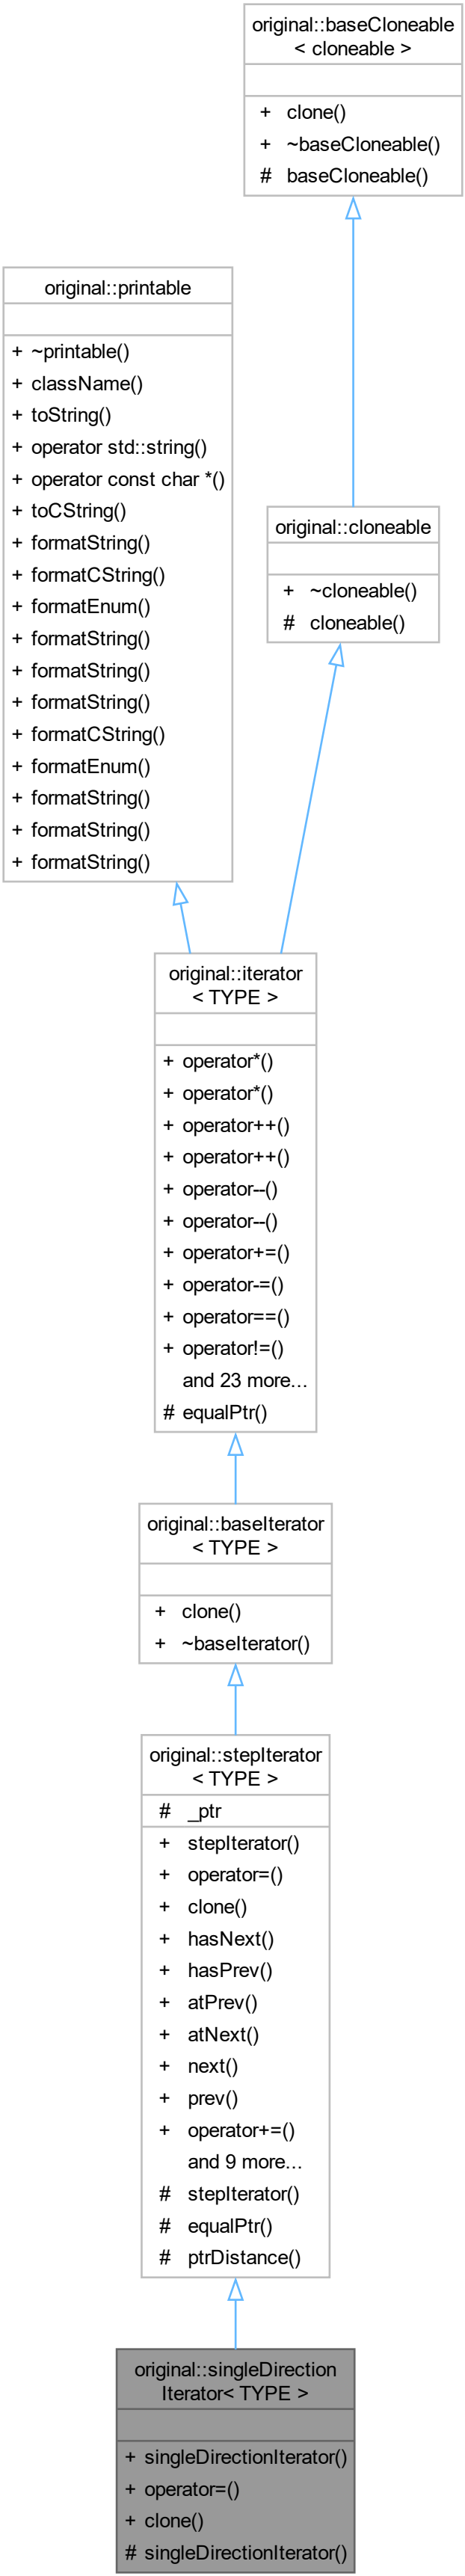 original::baseCloneable
< cloneable >
+ clone()
+ ~baseCloneable()
# baseCloneable()
original::printable
+ ~printable()
+ className()
+ toString()
+ operator std::string()
+ operator const char *()
+ toCString()
+ formatString()
+ formatCString()
+ formatEnum()
+ formatString()
+ formatString()
+ formatString()
+ formatCString()
+ formatEnum()
+ formatString()
+ formatString()
+ formatString()
original::cloneable
+ ~cloneable()
# cloneable()
original::iterator
< TYPE >
+ operator*()
+ operator*()
+ operator++()
+ operator++()
+ operator--()
+ operator--()
+ operator+=()
+ operator-=()
+ operator==()
+ operator!=()
and 23 more...
# equalPtr()
original::baseIterator
< TYPE >
+ clone()
+ ~baseIterator()
original::stepIterator
< TYPE >
# _ptr
+ stepIterator()
+ operator=()
+ clone()
+ hasNext()
+ hasPrev()
+ atPrev()
+ atNext()
+ next()
+ prev()
+ operator+=()
and 9 more...
# stepIterator()
# equalPtr()
# ptrDistance()
original::singleDirection
Iterator< TYPE >
+ singleDirectionIterator()
+ operator=()
+ clone()
# singleDirectionIterator()